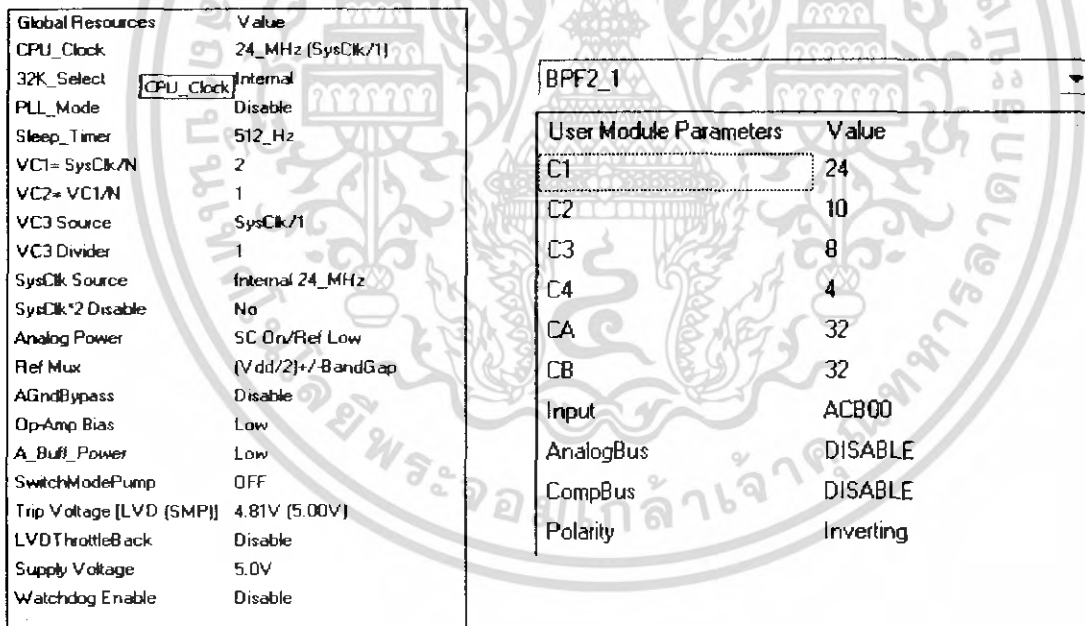 Global Resources Value
CPU_Clock 24_MHz (SysClk/1)
32K_Select Internal
CPU_Clock
PLL_Mode Disable
Sleep_Timer 512_Hz
VC1= SysClk/N 2
VC2= VC1/N 1
VC3 Source SysClk/1
VC3 Divider 1
SysClk Source Internal 24_MHz
SysClk*2 Disable No
Analog Power SC On/Ref Low
Ref Mux (Vdd/2)+/-BandGap
AGndBypass Disable
Op-Amp Bias Low
A_Buff_Power Low
SwitchModePump OFF
Trip Voltage [LVD (SMP)] 4.81V (5.00V)
LVDThrottleBack Disable
Supply Voltage 5.0V
Watchdog Enable Disable
BPF2_1
User Module Parameters Value
C1 24
C2 10
C3 8
C4 4
CA 32
CB 32
Input ACB00
AnalogBus DISABLE
CompBus DISABLE
Polarity Inverting